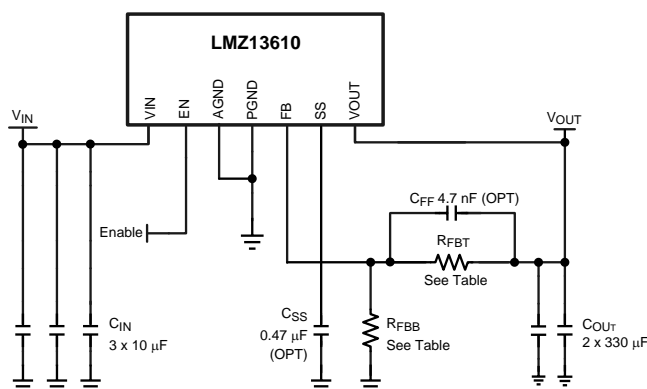 LMZ13610
VIN
EN
AGND
PGND
FB
SS
VOUT
VIN
VOUT
CFF 4.7 nF (OPT)
Enable
RFBT
See Table
CIN
3 x 10 μF
CSS
0.47 μF
(OPT)
RFBB
See Table
COUT
2 x 330 μF